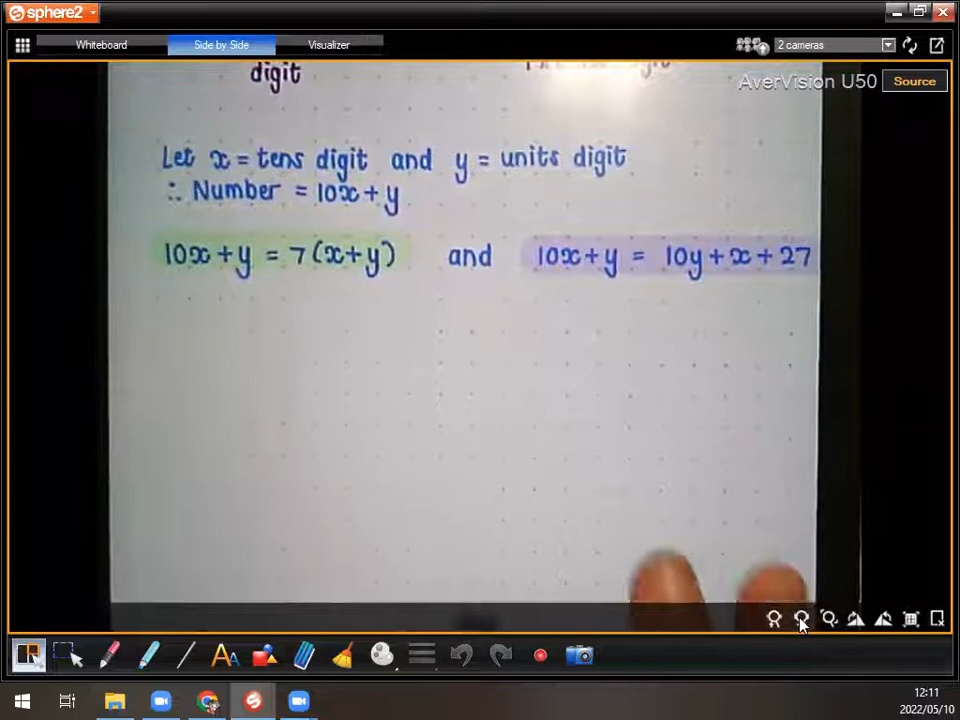 sphere2
Whiteboard
Side by Side
Visualizer
2 cameras
AverVision U50
Source
digit
Let x = tens digit and y = units digit
∴ Number = 10x + y
10x + y = 7(x+y) and 10x + y = 10y + x + 27
12:11
2022/05/10